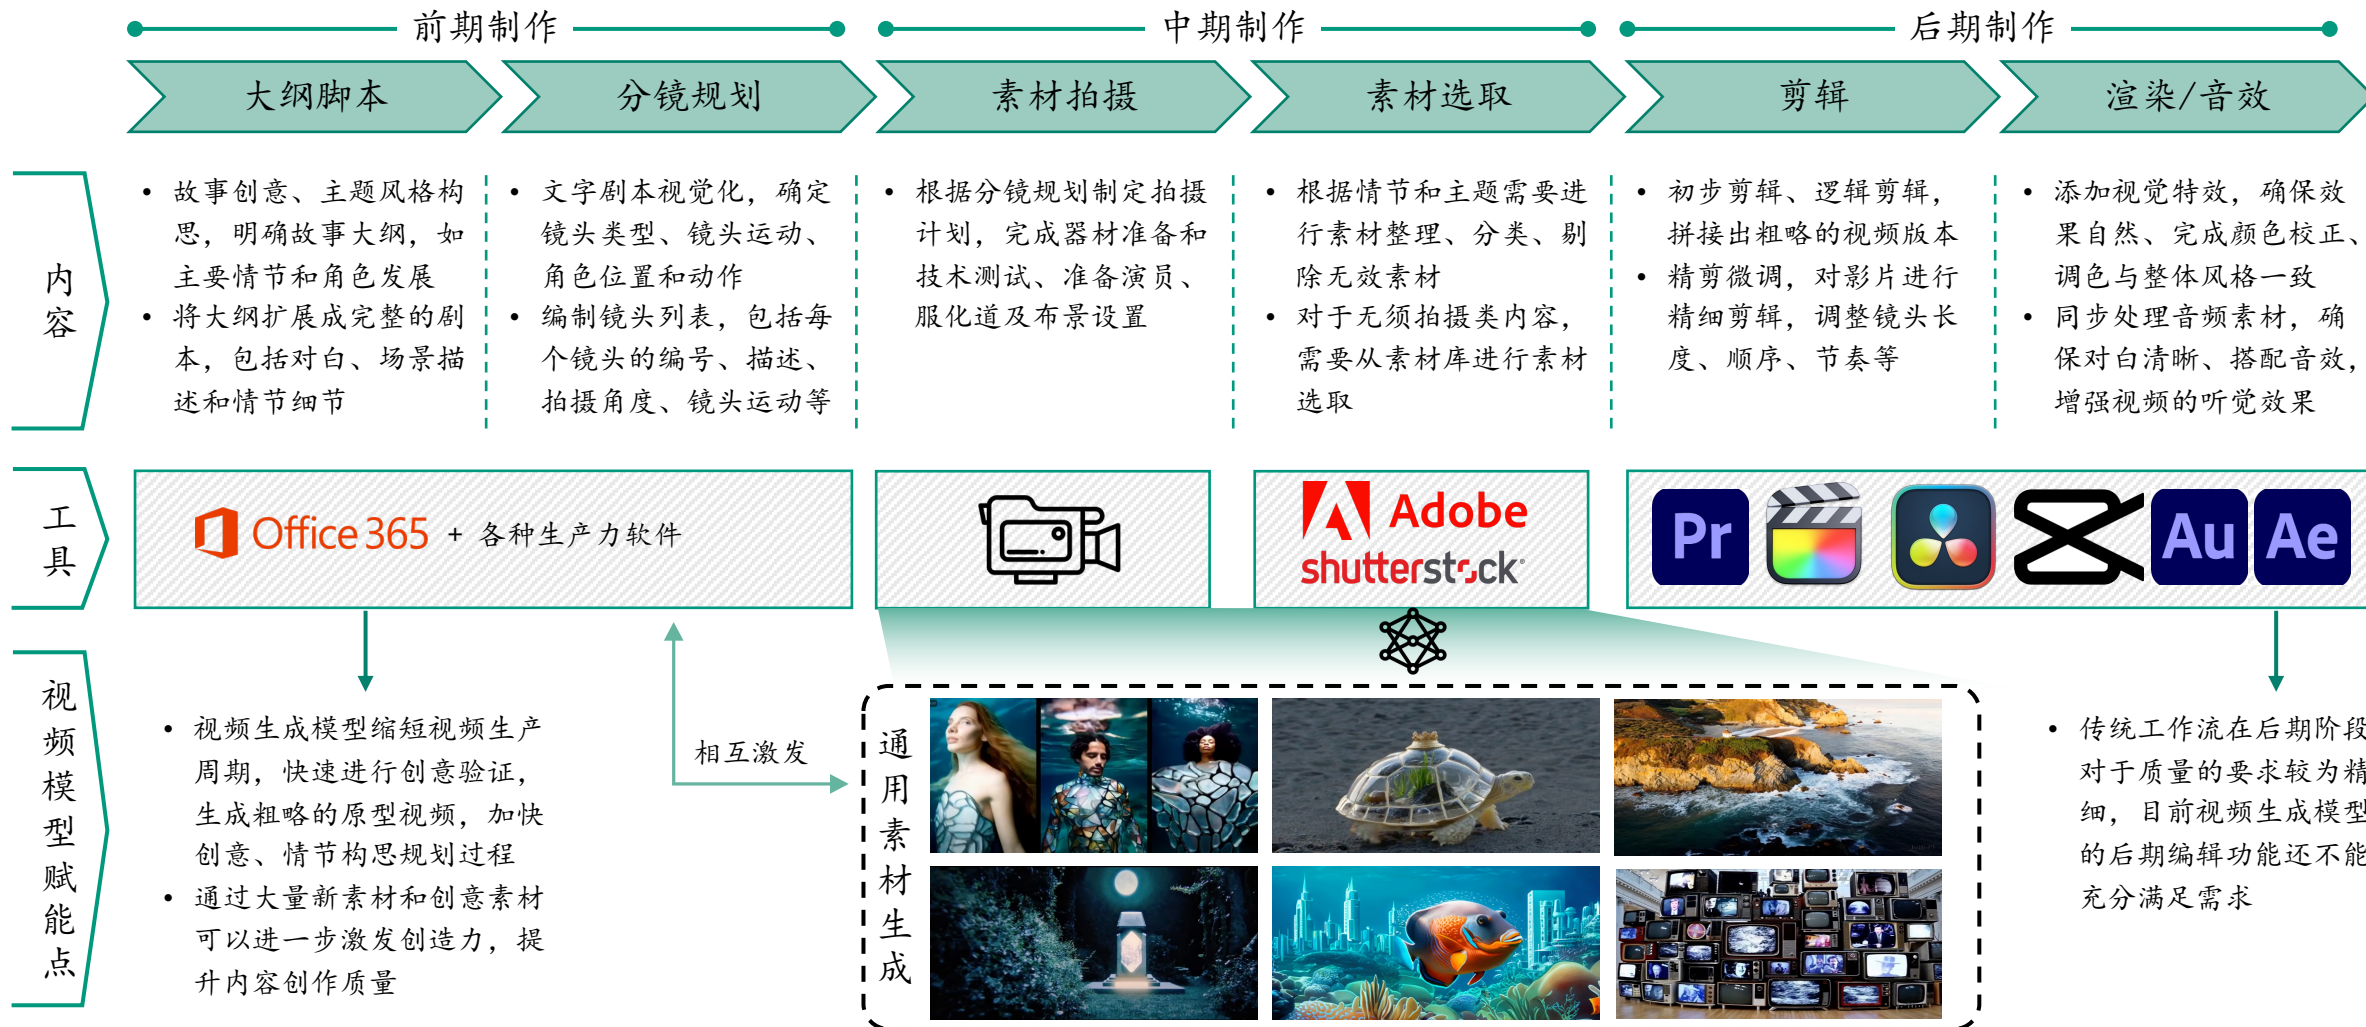 前期制作
中期制作
后期制作
大纲脚本
分镜规划
素材拍摄
素材选取
剪辑
渲染/音效
内容
• 故事创意、主题风格构
思，明确故事大纲，如
主要情节和角色发展
• 将大纲扩展成完整的剧
本，包括对白、场景描
述和情节细节
• 文字剧本视觉化，确定
镜头类型、镜头运动、
角色位置和动作
• 编制镜头列表，包括每
个镜头的编号、描述、
拍摄角度、镜头运动等
• 根据分镜规划制定拍摄
计划，完成器材准备和
技术测试、准备演员、
服化道及布景设置
• 根据情节和主题需要进
行素材整理、分类、剔
除无效素材
• 对于无须拍摄类内容，
需要从素材库进行素材
选取
• 初步剪辑、逻辑剪辑，
拼接出粗略的视频版本
• 精剪微调，对影片进行
精细剪辑，调整镜头长
度、顺序、节奏等
• 添加视觉特效，确保效
果自然、完成颜色校正、
调色与整体风格一致
• 同步处理音频素材，确
保对白清晰、搭配音效，
增强视频的听觉效果
工具
Office 365 + 各种生产力软件
Adobe
shutterstock
Pr
Au
Ae
视频模型赋能点
• 视频生成模型缩短视频生产
周期，快速进行创意验证，
生成粗略的原型视频，加快
创意、情节构思规划过程
• 通过大量新素材和创意素材
可以进一步激发创造力，提
升内容创作质量
相互激发
通用素材生成
• 传统工作流在后期阶段
对于质量的要求较为精
细，目前视频生成模型
的后期编辑功能还不能
充分满足需求